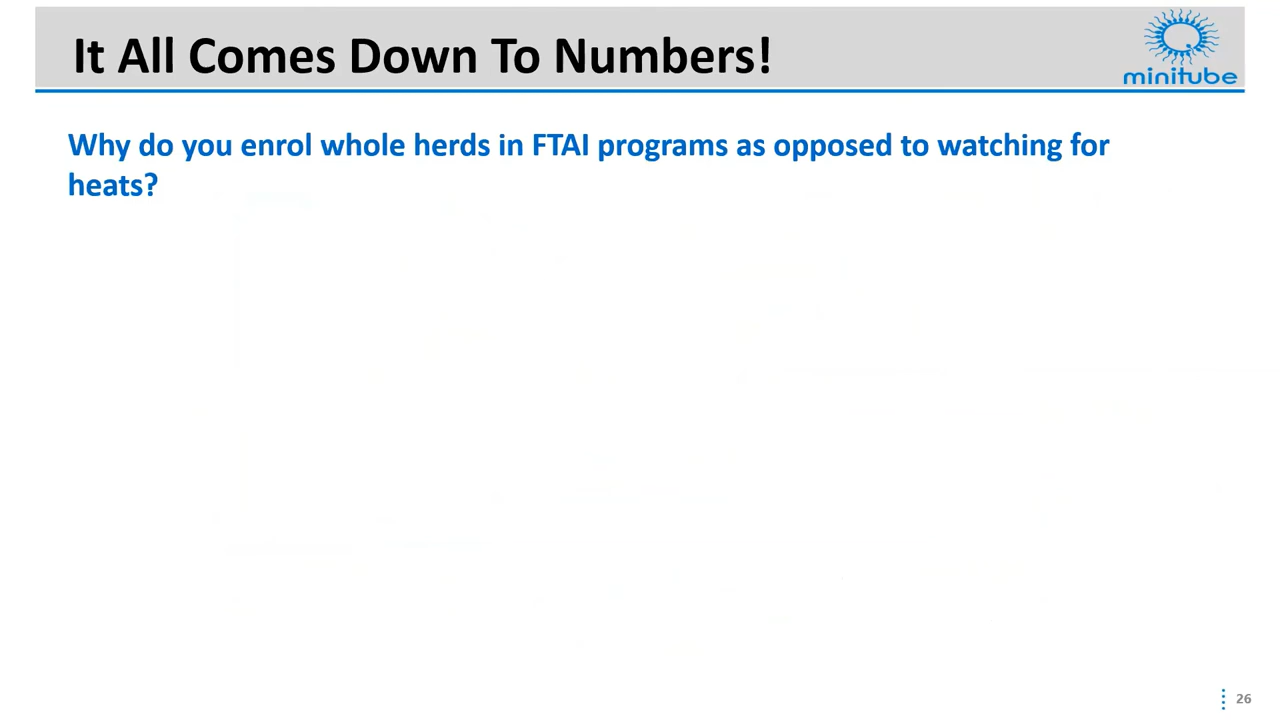 It All Comes Down To Numbers!
minitube
Why do you enrol whole herds in FTAI programs as opposed to watching for
heats?
26